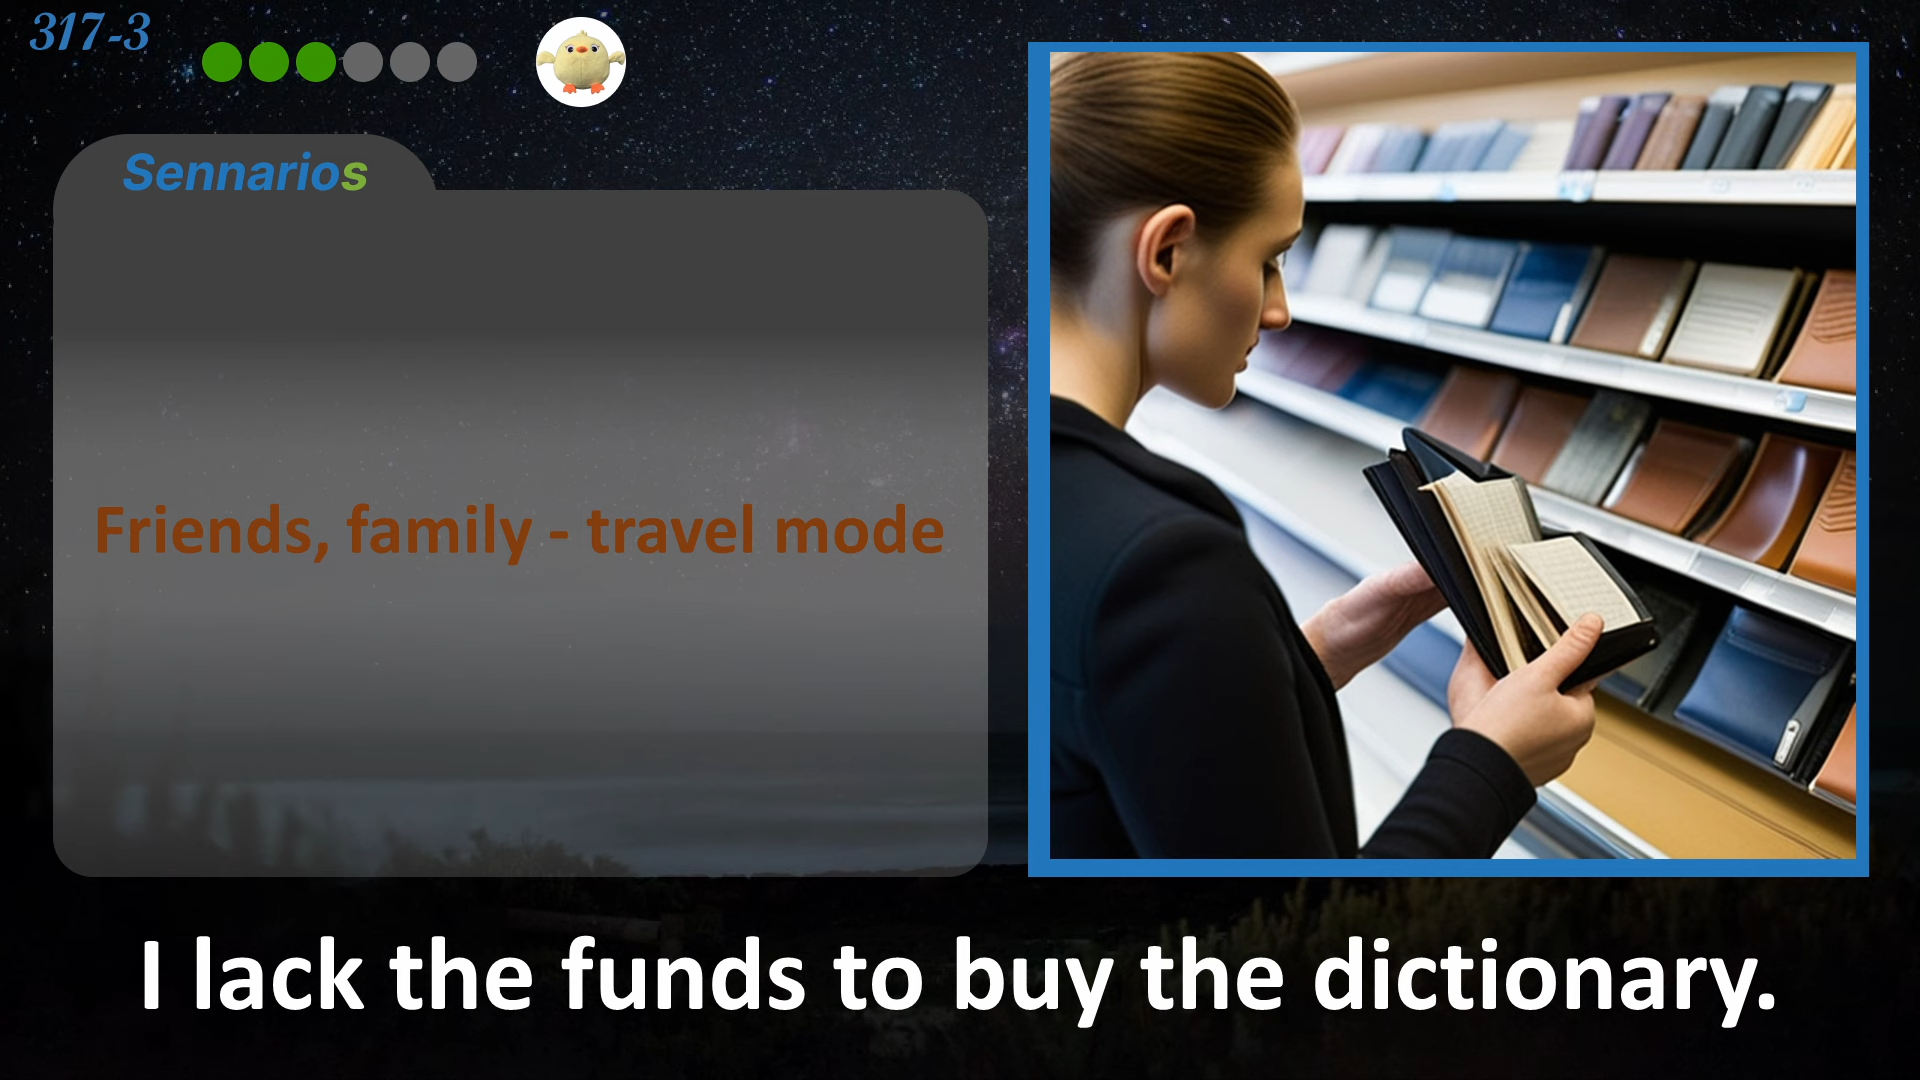 317-3
Sennarios
Friends, family - travel mode
I lack the funds to buy the dictionary.